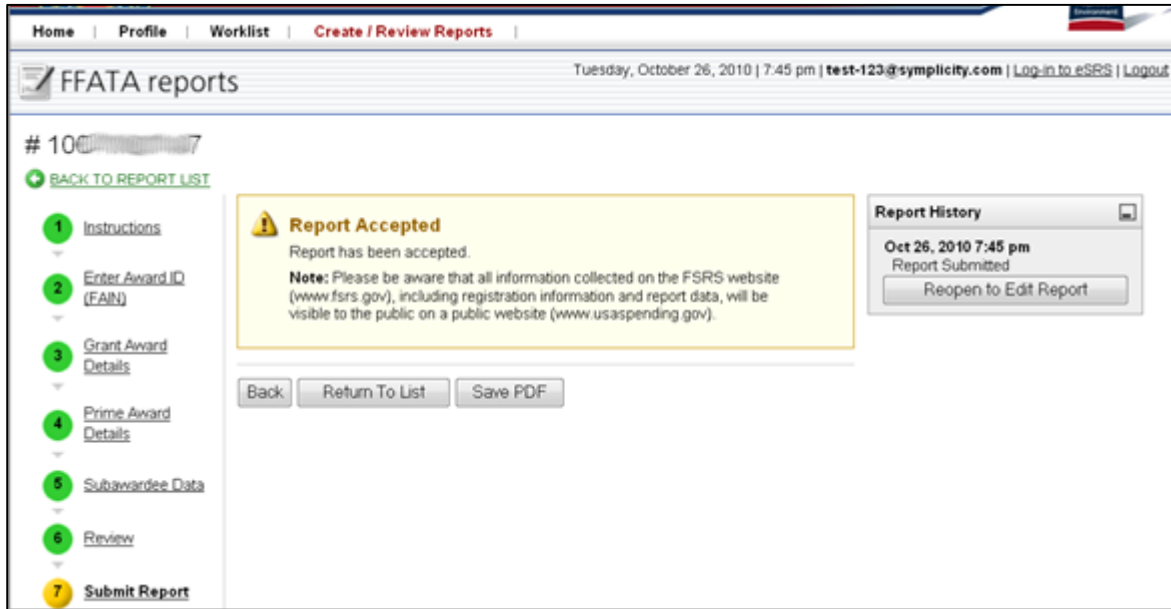 Environment
Home | Profile | Worklist | Create / Review Reports |
FFATA reports
Tuesday, October 26, 2010 | 7:45 pm | test-123@symplicity.com | Log-in to eSRS | Logout
# 10 7
BACK TO REPORT LIST
1 Instructions
2 Enter Award ID
(FAIN)
3 Grant Award
Details
4 Prime Award
Details
5 Subawardee Data
6 Review
7 Submit Report
Report Accepted
Report has been accepted.
Note: Please be aware that all information collected on the FSRS website
(www.fsrs.gov), including registration information and report data, will be
visible to the public on a public website (www.usaspending.gov).
Back Return To List Save PDF
Report History
Oct 26, 2010 7:45 pm
Report Submitted
Reopen to Edit Report